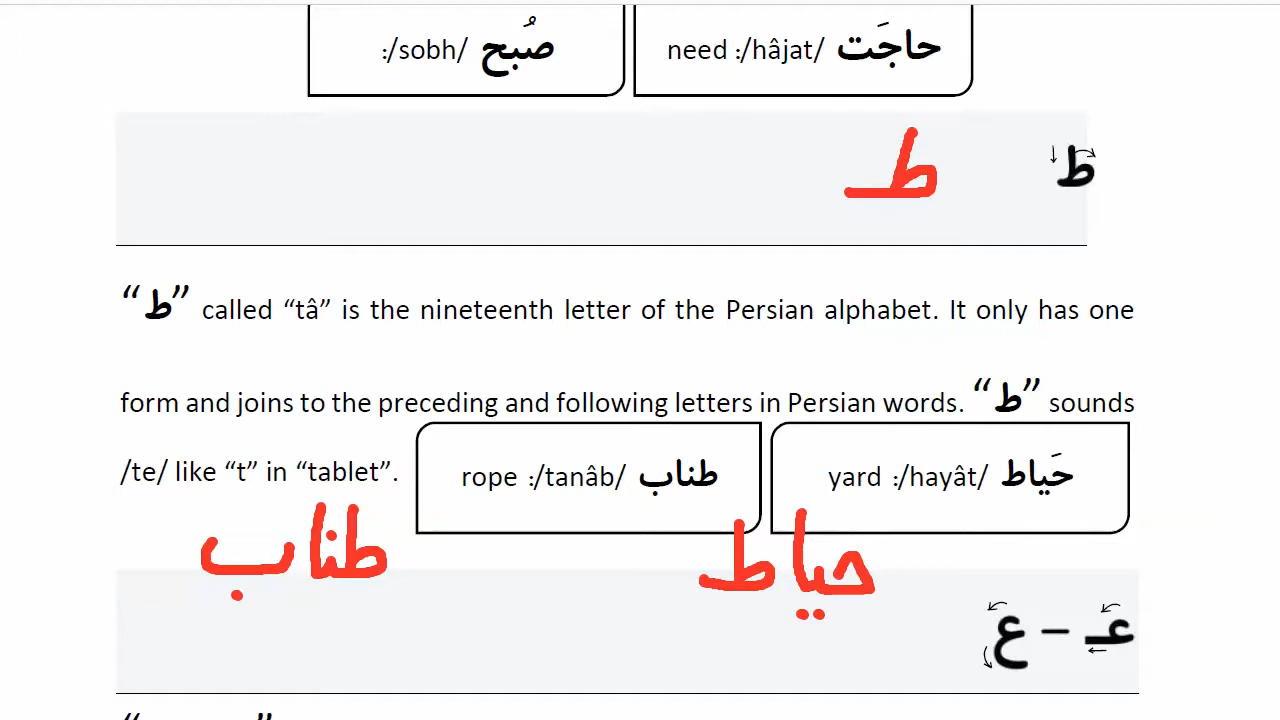 need :/hâjat/ حاجَت
:/sobh/ صُبح
ط ط
“ط” called “tâ” is the nineteenth letter of the Persian alphabet. It only has one
form and joins to the preceding and following letters in Persian words. “ط” sounds
/te/ like “t” in “tablet”.
rope :/tanâb/ طناب
yard :/hayât/ حَیاط
طناب
حیاط
عـ – ع